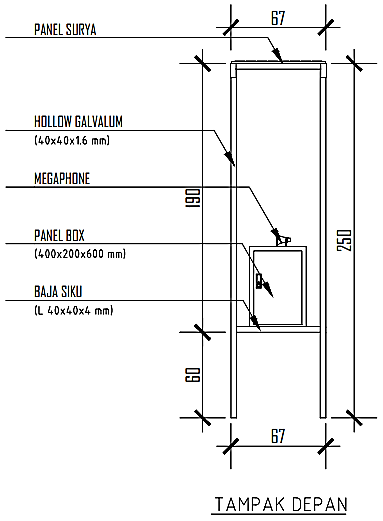 67
PANEL SURYA
HOLLOW GALVALUM
(40x40x1.6 mm)
MEGAPHONE
190
PANEL BOX
(400x200x600 mm)
250
BAJA SIKU
(L 40x40x4 mm)
60
67
TAMPAK DEPAN